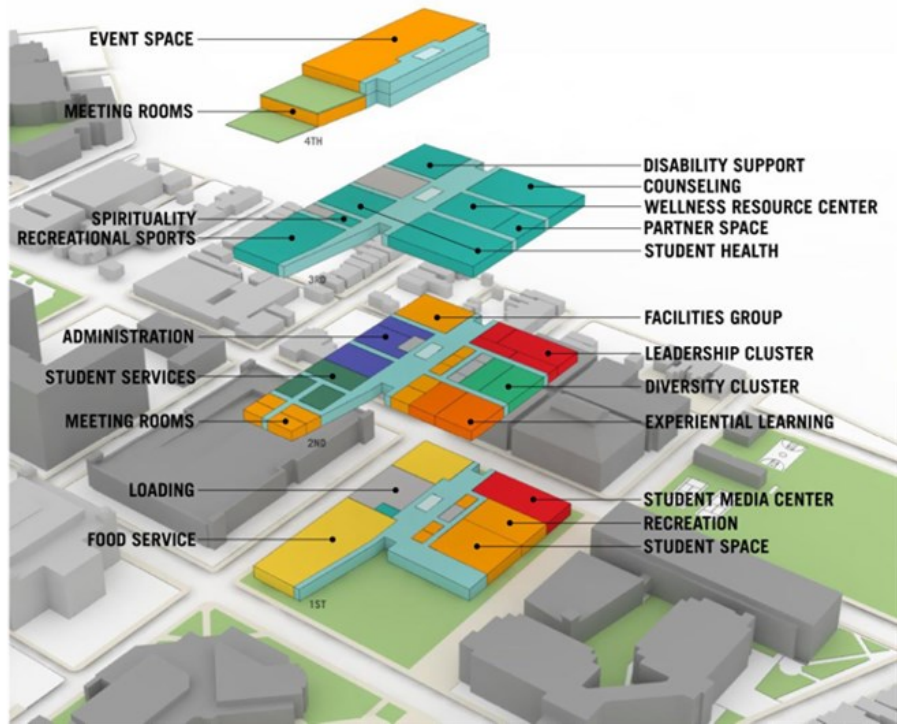 EVENT SPACE
MEETING ROOMS
4TH
DISABILITY SUPPORT
COUNSELING
WELLNESS RESOURCE CENTER
SPIRITUALITY
PARTNER SPACE
RECREATIONAL SPORTS
STUDENT HEALTH
3RD
FACILITIES GROUP
ADMINISTRATION
LEADERSHIP CLUSTER
STUDENT SERVICES
DIVERSITY CLUSTER
MEETING ROOMS
EXPERIENTIAL LEARNING
2ND
LOADING
STUDENT MEDIA CENTER
RECREATION
FOOD SERVICE
STUDENT SPACE
1ST